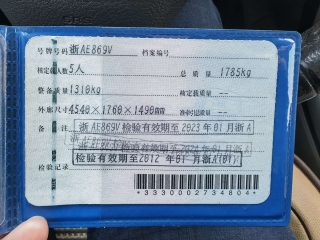 号牌号码 浙AE869V 档案编号
核定载人数 5人 总质量 1785kg
整备质量 1310kg 核定载质量 --
外廓尺寸 4540×1760×1490mm 准牵引总质量 --
备注 浙AE869V检验有效期至2023年01月浙A
检验有效期至2012年01月浙A(01)
检验记录
*3330002734804*